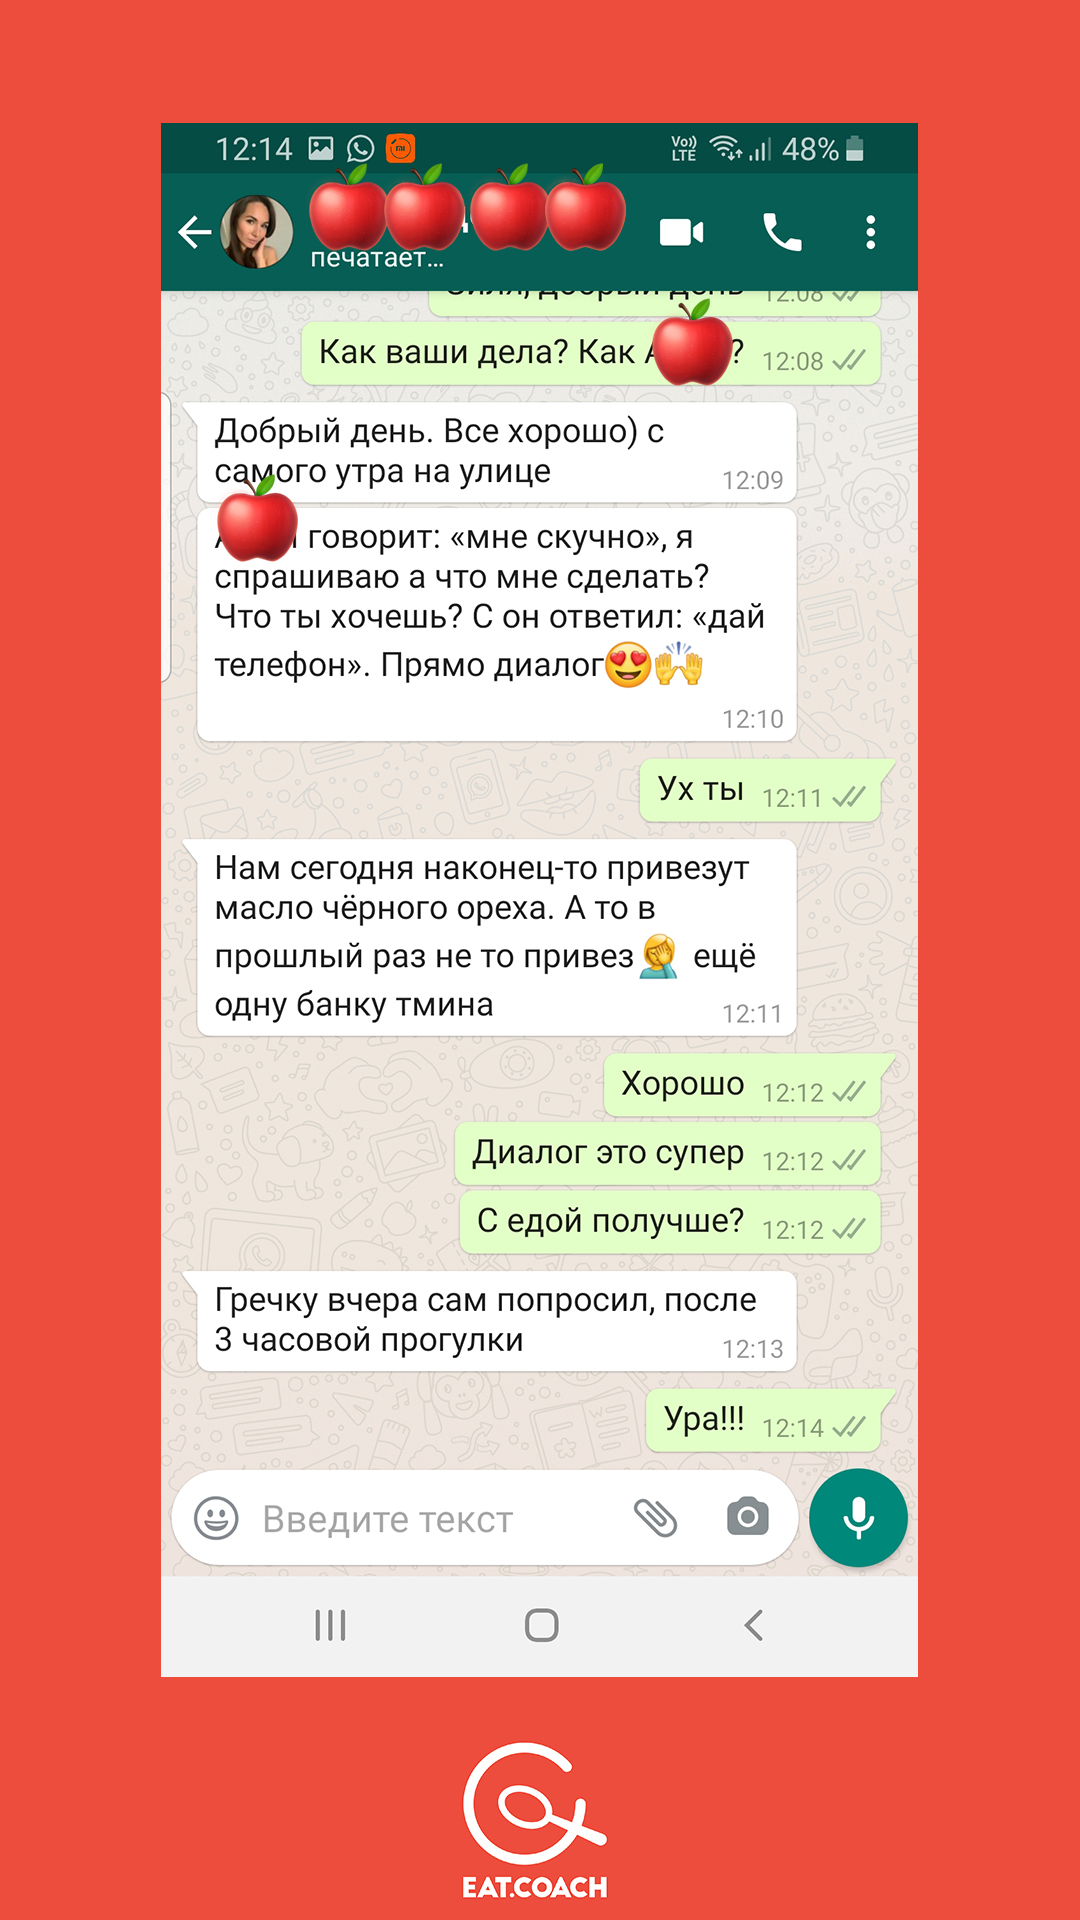 12:14
Vo)) LTE
48%
печатает...
добрый день 12:08
Как ваши дела? Как А ? 12:08
Добрый день. Все хорошо) с
самого утра на улице
12:09
говорит: «мне скучно», я
спрашиваю а что мне сделать?
Что ты хочешь? С он ответил: «дай
телефон». Прямо диалог😍🙌
12:10
Ух ты 12:11
Нам сегодня наконец-то привезут
масло чёрного ореха. А то в
прошлый раз не то привез🤦‍♀️ ещё
одну банку тмина
12:11
Хорошо 12:12
Диалог это супер 12:12
С едой получше? 12:12
Гречку вчера сам попросил, после
3 часовой прогулки
12:13
Ура!!! 12:14
Введите текст
EAT.COACH